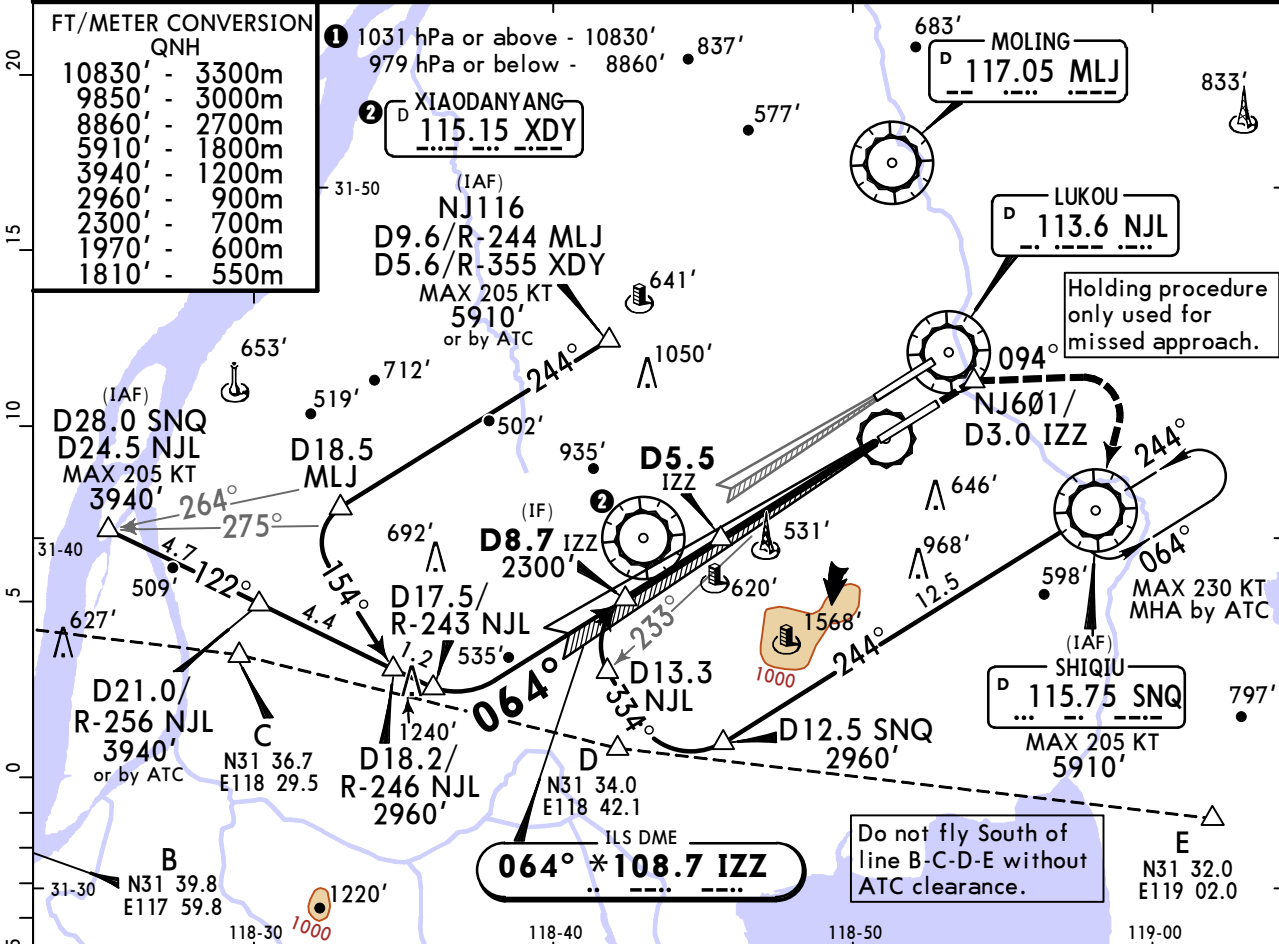 FT/METER CONVERSION
QNH
10830' - 3300m
9850' - 3000m
8860' - 2700m
5910' - 1800m
3940' - 1200m
2960' - 900m
2300' - 700m
1970' - 600m
1810' - 550m
1 1031 hPa or above - 10830'
979 hPa or below - 8860'
2 XIAODANYANG
D 115.15 XDY
837'
577'
683'
MOLING
D 117.05 MLJ
833'
LUKOU
D 113.6 NJL
Holding procedure
only used for
missed approach.
20
15
10
5
0
5
31-50
31-40
31-30
(IAF)
NJ116
D9.6/R-244 MLJ
D5.6/R-355 XDY
MAX 205 KT
5910'
or by ATC
641'
1050'
653'
712'
519'
502'
244°
(IAF)
D28.0 SNQ
D24.5 NJL
MAX 205 KT
3940'
D18.5
MLJ
264°
275°
935'
2
D5.5
IZZ
(IF)
D8.7 IZZ
2300'
094°
NJ6Ø1/
D3.0 IZZ
244°
064°
MAX 230 KT
MHA by ATC
646'
968'
598'
531'
620'
692'
4.7
122°
4.4
509'
627'
154°
D17.5/
R-243 NJL
1.2
535'
064°
233°
D13.3
NJL
334°
1568'
1000
12.5
244°
(IAF)
SHIQIU
D 115.75 SNQ
MAX 205 KT
5910'
797'
D21.0/
R-256 NJL
3940'
or by ATC
C
N31 36.7
E118 29.5
1240'
D18.2/
R-246 NJL
2960'
D
N31 34.0
E118 42.1
D12.5 SNQ
2960'
ILS DME
064° *108.7 IZZ
Do not fly South of
line B-C-D-E without
ATC clearance.
E
N31 32.0
E119 02.0
B
N31 39.8
E117 59.8
1220'
1000
118-30
118-40
118-50
119-00